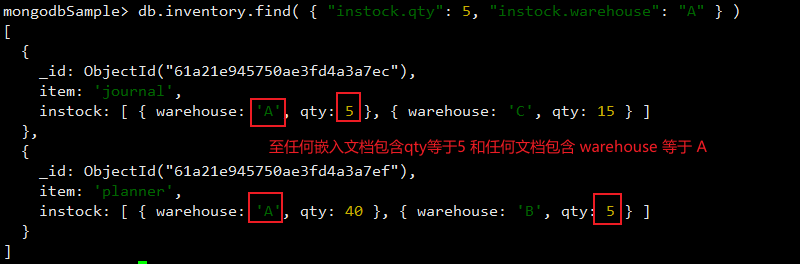 mongodbSample> db.inventory.find( { "instock.qty": 5, "instock.warehouse": "A" } )
[
  {
    _id: ObjectId("61a21e945750ae3fd4a3a7ec"),
    item: 'journal',
    instock: [ { warehouse: 'A', qty: 5 }, { warehouse: 'C', qty: 15 } ]
  },
至任何嵌入文档包含qty等于5 和任何文档包含 warehouse 等于 A
  {
    _id: ObjectId("61a21e945750ae3fd4a3a7ef"),
    item: 'planner',
    instock: [ { warehouse: 'A', qty: 40 }, { warehouse: 'B', qty: 5 } ]
  }
]